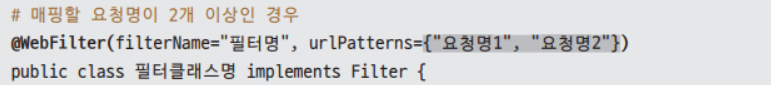 # 매핑할 요청명이 2개 이상인 경우
@WebFilter(filterName="필터명", urlPatterns={"요청명1", "요청명2"})
public class 필터클래스명 implements Filter {